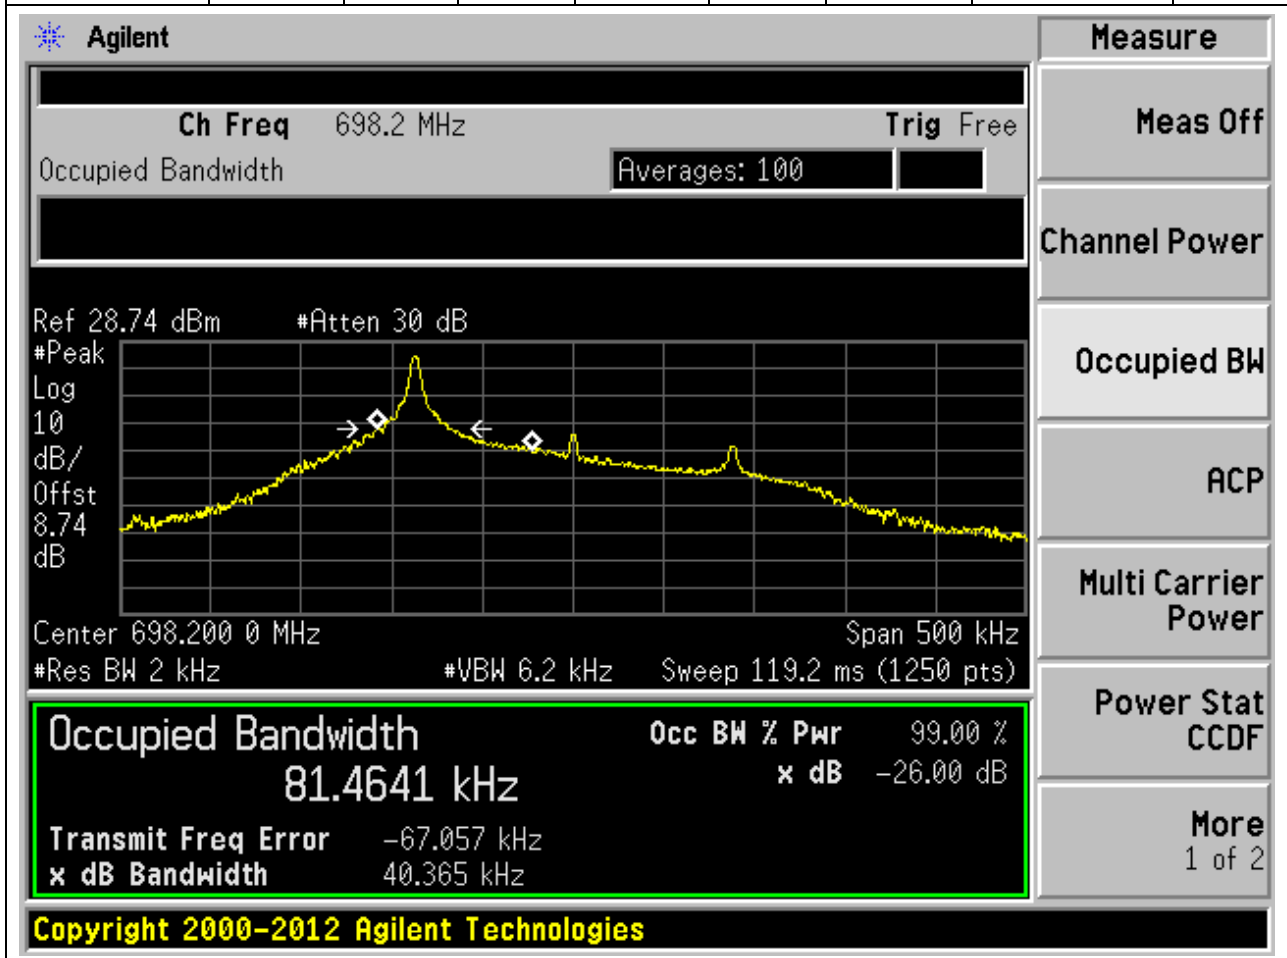 Agilent
Measure
Ch Freq 698.2 MHz Trig Free
Meas Off
Occupied Bandwidth Averages: 100
Channel Power
Ref 28.74 dBm #Atten 30 dB
#Peak
Log
10
dB/
Offst
8.74
dB
Occupied BW
ACP
Center 698.200 0 MHz Span 500 kHz
#Res BW 2 kHz #VBW 6.2 kHz Sweep 119.2 ms (1250 pts)
Multi Carrier
Power
Occupied Bandwidth Occ BW % Pwr 99.00 %
81.4641 kHz x dB -26.00 dB
Power Stat
CCDF
Transmit Freq Error -67.057 kHz
x dB Bandwidth 40.365 kHz
More
1 of 2
Copyright 2000-2012 Agilent Technologies